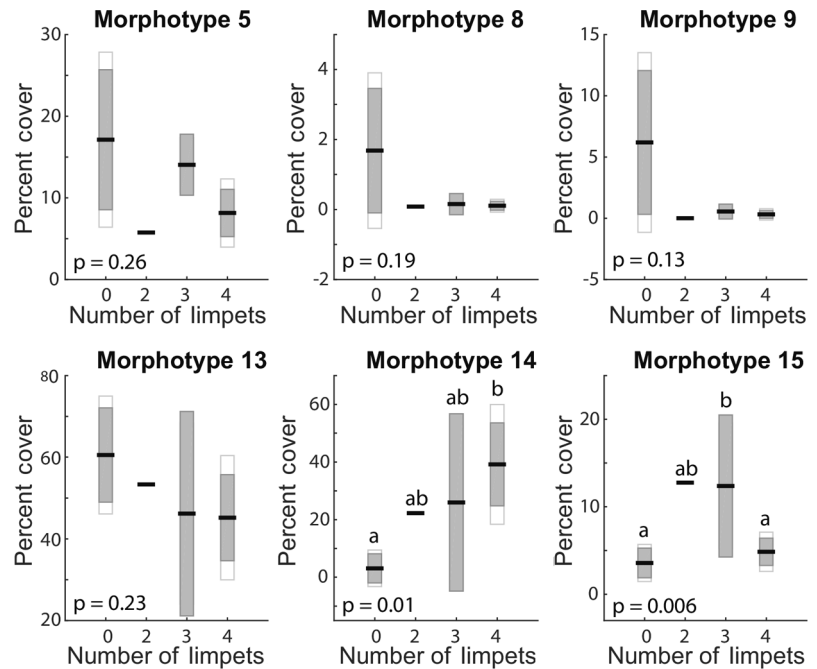 Morphotype 5
Percent cover
30
20
10
0
p = 0.26
0 2 3 4
Number of limpets
Morphotype 8
Percent cover
4
2
0
-2
p = 0.19
0 2 3 4
Number of limpets
Morphotype 9
Percent cover
15
10
5
0
-5
p = 0.13
0 2 3 4
Number of limpets
Morphotype 13
Percent cover
80
60
40
20
p = 0.23
0 2 3 4
Number of limpets
Morphotype 14
Percent cover
60
40
20
0
a
ab
ab
b
p = 0.01
0 2 3 4
Number of limpets
Morphotype 15
Percent cover
20
10
0
a
ab
b
a
p = 0.006
0 2 3 4
Number of limpets